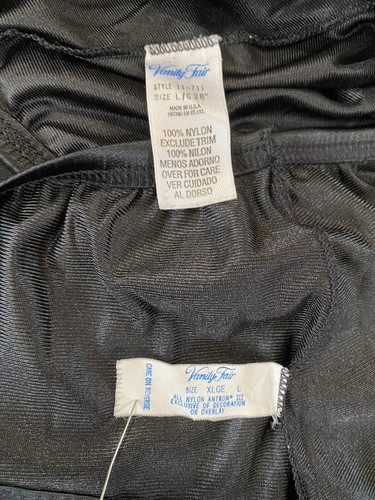 Vanity Fair
STYLE 11-711
SIZE L/G 28"
MADE IN U.S.A.
HECHO EN EE.UU.
100% NYLON
EXCLUDE TRIM
100% NILON
MENOS ADORNO
OVER FOR CARE
VER CUIDADO
AL DORSO
CARE ON REVERSE
Vanity Fair
SIZE XLGE L
ALL NYLON ANTRON® III
EXCLUSIVE OF DECORATION
OR OVERLAY